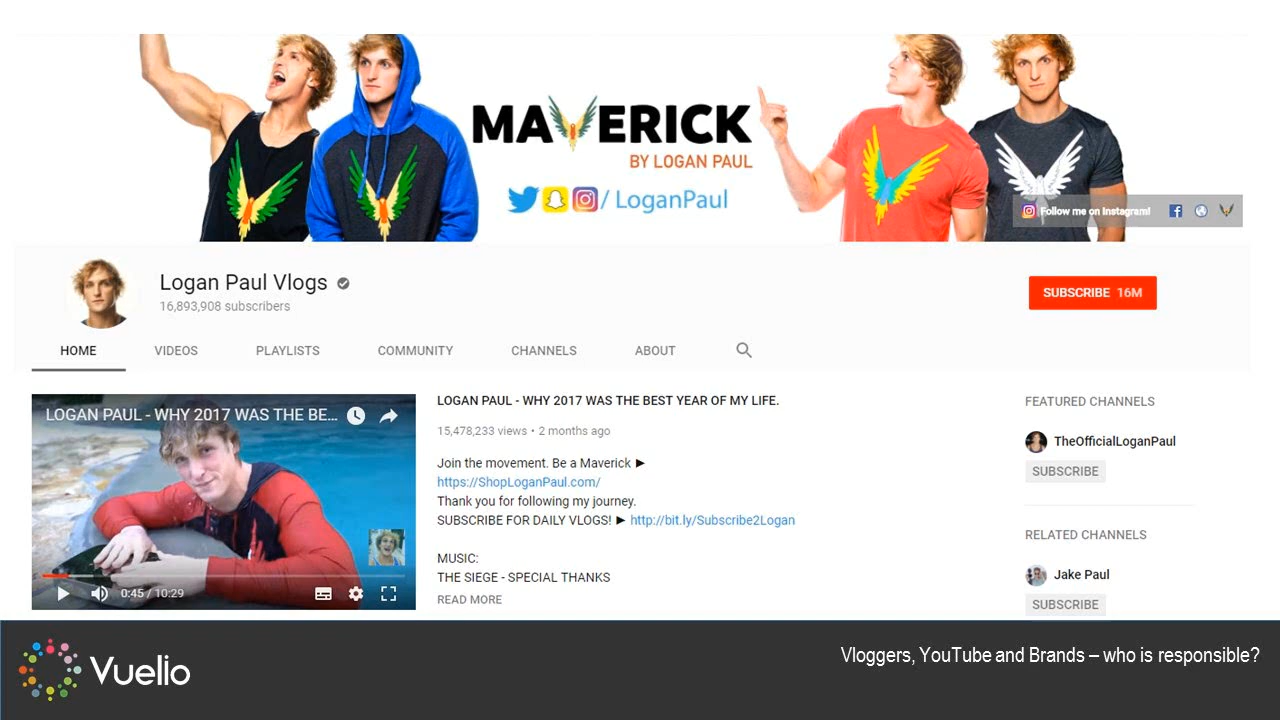 MAVERICK
BY LOGAN PAUL
/ LoganPaul
Follow me on Instagram!
Logan Paul Vlogs
16,893,908 subscribers
SUBSCRIBE 16M
HOME VIDEOS PLAYLISTS COMMUNITY CHANNELS ABOUT
LOGAN PAUL - WHY 2017 WAS THE BE...
0:45 / 10:29
LOGAN PAUL - WHY 2017 WAS THE BEST YEAR OF MY LIFE.
15,478,233 views • 2 months ago
Join the movement. Be a Maverick ►
https://ShopLoganPaul.com/
Thank you for following my journey.
SUBSCRIBE FOR DAILY VLOGS! ► http://bit.ly/Subscribe2Logan
MUSIC:
THE SIEGE - SPECIAL THANKS
READ MORE
FEATURED CHANNELS
TheOfficialLoganPaul
SUBSCRIBE
RELATED CHANNELS
Jake Paul
SUBSCRIBE
Vuelio
Vloggers, YouTube and Brands – who is responsible?